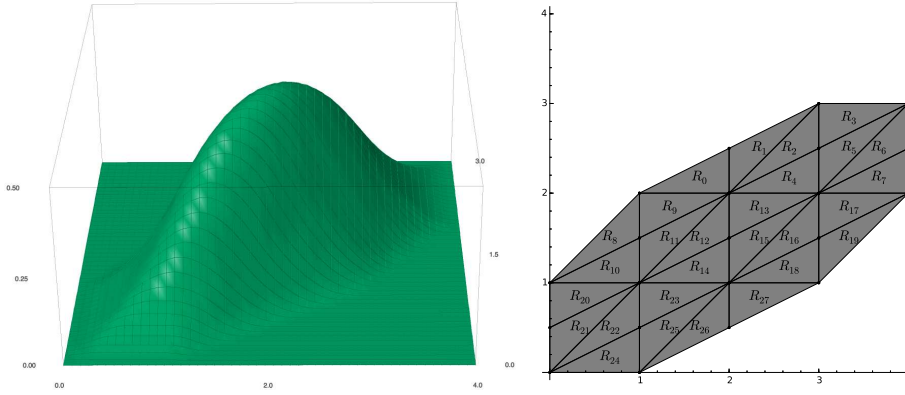 0.50
0.25
0.00
0.0
2.0
4.0
3.0
1.5
0.0
4
3
2
1
1
2
3
R₃
R₁
R₂
R₅
R₆
R₀
R₄
R₇
R₉
R₁₃
R₁₇
R₈
R₁₁
R₁₂
R₁₅
R₁₆
R₁₉
R₁₀
R₁₄
R₁₈
R₂₀
R₂₃
R₂₇
R₂₁
R₂₂
R₂₅
R₂₆
R₂₄